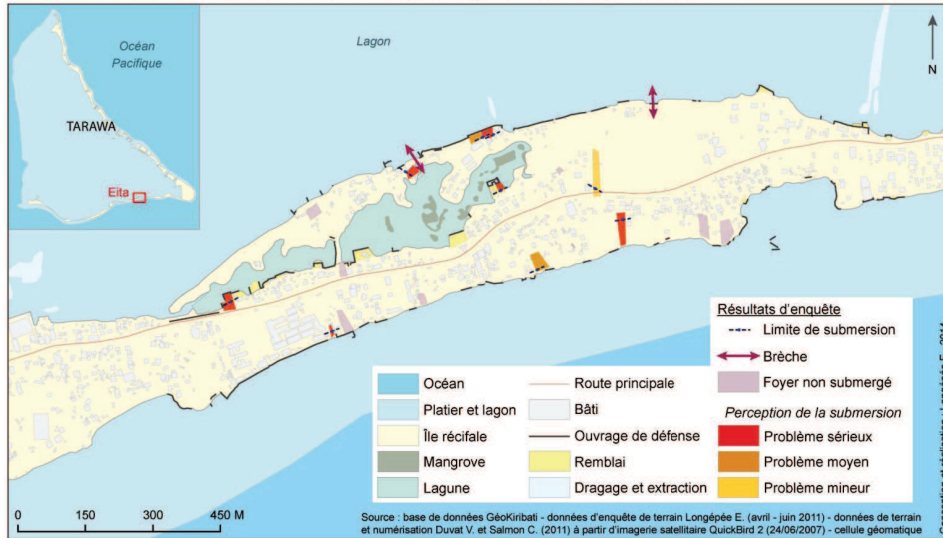 Océan
Pacifique
TARAWA
Eita
Lagon
N
Résultats d'enquête
Limite de submersion
Brèche
Foyer non submergé
Perception de la submersion
Problème sérieux
Problème moyen
Problème mineur
Océan
Platier et lagon
Île récifale
Mangrove
Lagune
Route principale
Bâti
Ouvrage de défense
Remblai
Dragage et extraction
0 150 300 450 M
Source : base de données GéoKiribati - données d'enquête de terrain Longépée E. (avril - juin 2011) - données de terrain
et numérisation Duvat V. et Salmon C. (2011) à partir d'imagerie satellitaire QuickBird 2 (24/06/2007) - cellule géomatique